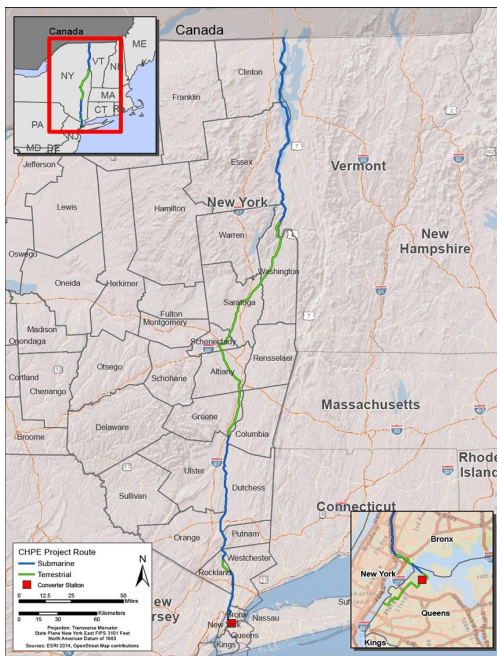 Canada
ME
VT
NH
NY
MA
CT
PA
NJ
MD
DE
Canada
Clinton
Franklin
Essex
Vermont
Jefferson
Lewis
Hamilton
New York
Warren
New
Hampshire
Oswego
Washington
Oneida
Herkimer
Saratoga
Fulton
Montgomery
Madison
Onondaga
Schenectady
Rensselaer
Otsego
Albany
Cortland
Schoharie
Chenango
Massachusetts
Greene
Delaware
Columbia
Broome
Rhode
Island
Ulster
Dutchess
Sullivan
Connecticut
Orange
Putnam
Westchester
Rockland
Bronx
Nassau
New York
Queens
Kings
CHPE Project Route
Submarine
Terrestrial
Converter Station
N
0 12.5 25 50
Miles
0 15 30 60
Kilometers
Projection: Transverse Mercator
State Plane New York East FIPS 3101 Feet
North American Datum of 1983
Sources: ESRI 2014, OpenStreet Map contributions
ew
ersey
Bronx
New York
Queens
Kings